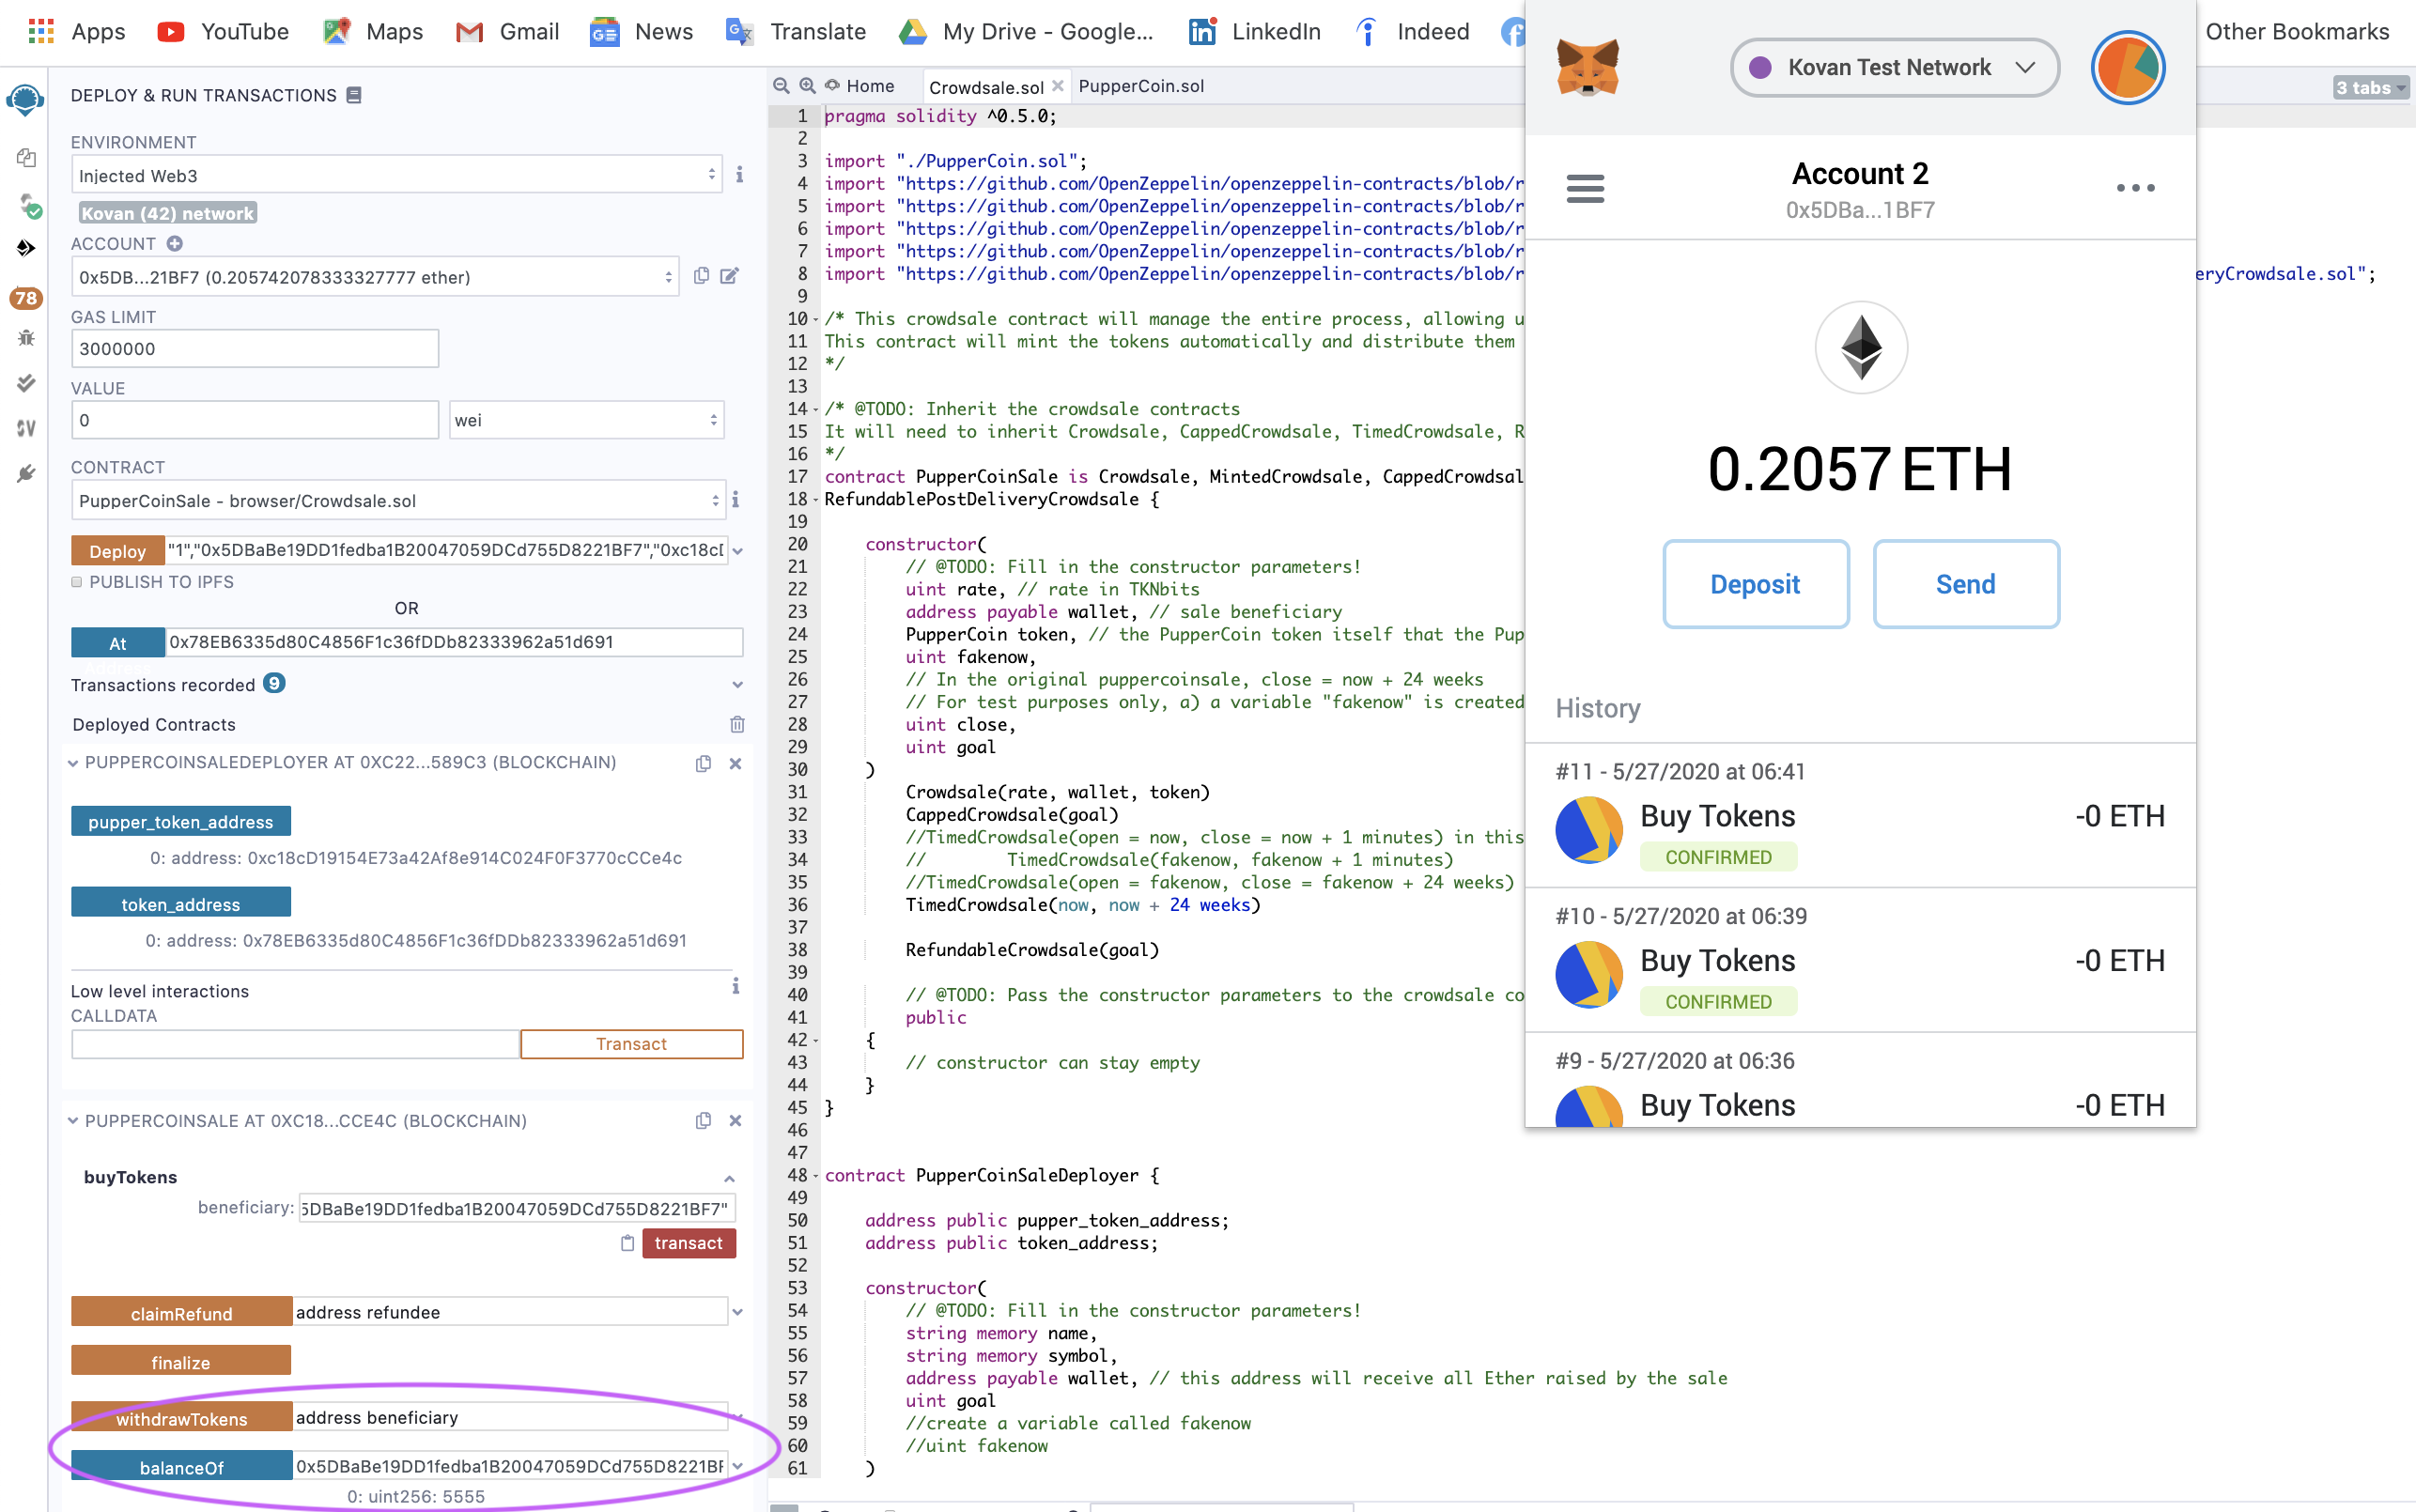 Apps YouTube Maps Gmail News Translate My Drive - Google... LinkedIn Indeed Other Bookmarks
DEPLOY & RUN TRANSACTIONS
ENVIRONMENT
Injected Web3
Kovan (42) network
ACCOUNT
0x5DB...21BF7 (0.205742078333327777 ether)
78
GAS LIMIT
3000000
VALUE
0 wei
CONTRACT
PupperCoinSale - browser/Crowdsale.sol
Deploy "1","0x5DBaBe19DD1fedba1B20047059DCd755D8221BF7","0xc18cD
PUBLISH TO IPFS
OR
At 0x78EB6335d80C4856F1c36fDDb82333962a51d691
Transactions recorded 9
Deployed Contracts
PUPPERCOINSALEDEPLOYER AT 0XC22...589C3 (BLOCKCHAIN)
pupper_token_address
0: address: 0xc18cD19154E73a42Af8e914C024F0F3770cCCe4c
token_address
0: address: 0x78EB6335d80C4856F1c36fDDb82333962a51d691
Low level interactions
CALLDATA
Transact
PUPPERCOINSALE AT 0XC18...CCE4C (BLOCKCHAIN)
buyTokens
beneficiary: 5DBaBe19DD1fedba1B20047059DCd755D8221BF7"
transact
claimRefund address refundee
finalize
withdrawTokens address beneficiary
balanceOf 0x5DBaBe19DD1fedba1B20047059DCd755D8221BF
0: uint256: 5555
Home Crowdsale.sol PupperCoin.sol 3 tabs
1 pragma solidity ^0.5.0;
2
3 import "./PupperCoin.sol";
4 import "https://github.com/OpenZeppelin/openzeppelin-contracts/blob/r
5 import "https://github.com/OpenZeppelin/openzeppelin-contracts/blob/r
6 import "https://github.com/OpenZeppelin/openzeppelin-contracts/blob/r
7 import "https://github.com/OpenZeppelin/openzeppelin-contracts/blob/r
8 import "https://github.com/OpenZeppelin/openzeppelin-contracts/blob/r eryCrowdsale.sol";
9
10 /* This crowdsale contract will manage the entire process, allowing u
11 This contract will mint the tokens automatically and distribute them
12 */
13
14 /* @TODO: Inherit the crowdsale contracts
15 It will need to inherit Crowdsale, CappedCrowdsale, TimedCrowdsale, R
16 */
17 contract PupperCoinSale is Crowdsale, MintedCrowdsale, CappedCrowdsal
18 RefundablePostDeliveryCrowdsale {
19
20 constructor(
21 // @TODO: Fill in the constructor parameters!
22 uint rate, // rate in TKNbits
23 address payable wallet, // sale beneficiary
24 PupperCoin token, // the PupperCoin token itself that the Pup
25 uint fakenow,
26 // In the original puppercoinsale, close = now + 24 weeks
27 // For test purposes only, a) a variable "fakenow" is created
28 uint close,
29 uint goal
30 )
31 Crowdsale(rate, wallet, token)
32 CappedCrowdsale(goal)
33 //TimedCrowdsale(open = now, close = now + 1 minutes) in this
34 // TimedCrowdsale(fakenow, fakenow + 1 minutes)
35 //TimedCrowdsale(open = fakenow, close = fakenow + 24 weeks)
36 TimedCrowdsale(now, now + 24 weeks)
37
38 RefundableCrowdsale(goal)
39
40 // @TODO: Pass the constructor parameters to the crowdsale co
41 public
42 {
43 // constructor can stay empty
44 }
45 }
46
47
48 contract PupperCoinSaleDeployer {
49
50 address public pupper_token_address;
51 address public token_address;
52
53 constructor(
54 // @TODO: Fill in the constructor parameters!
55 string memory name,
56 string memory symbol,
57 address payable wallet, // this address will receive all Ether raised by the sale
58 uint goal
59 //create a variable called fakenow
60 //uint fakenow
61 )
Kovan Test Network
Account 2
0x5DBa...1BF7
0.2057 ETH
Deposit Send
History
#11 - 5/27/2020 at 06:41
Buy Tokens -0 ETH
CONFIRMED
#10 - 5/27/2020 at 06:39
Buy Tokens -0 ETH
CONFIRMED
#9 - 5/27/2020 at 06:36
Buy Tokens -0 ETH